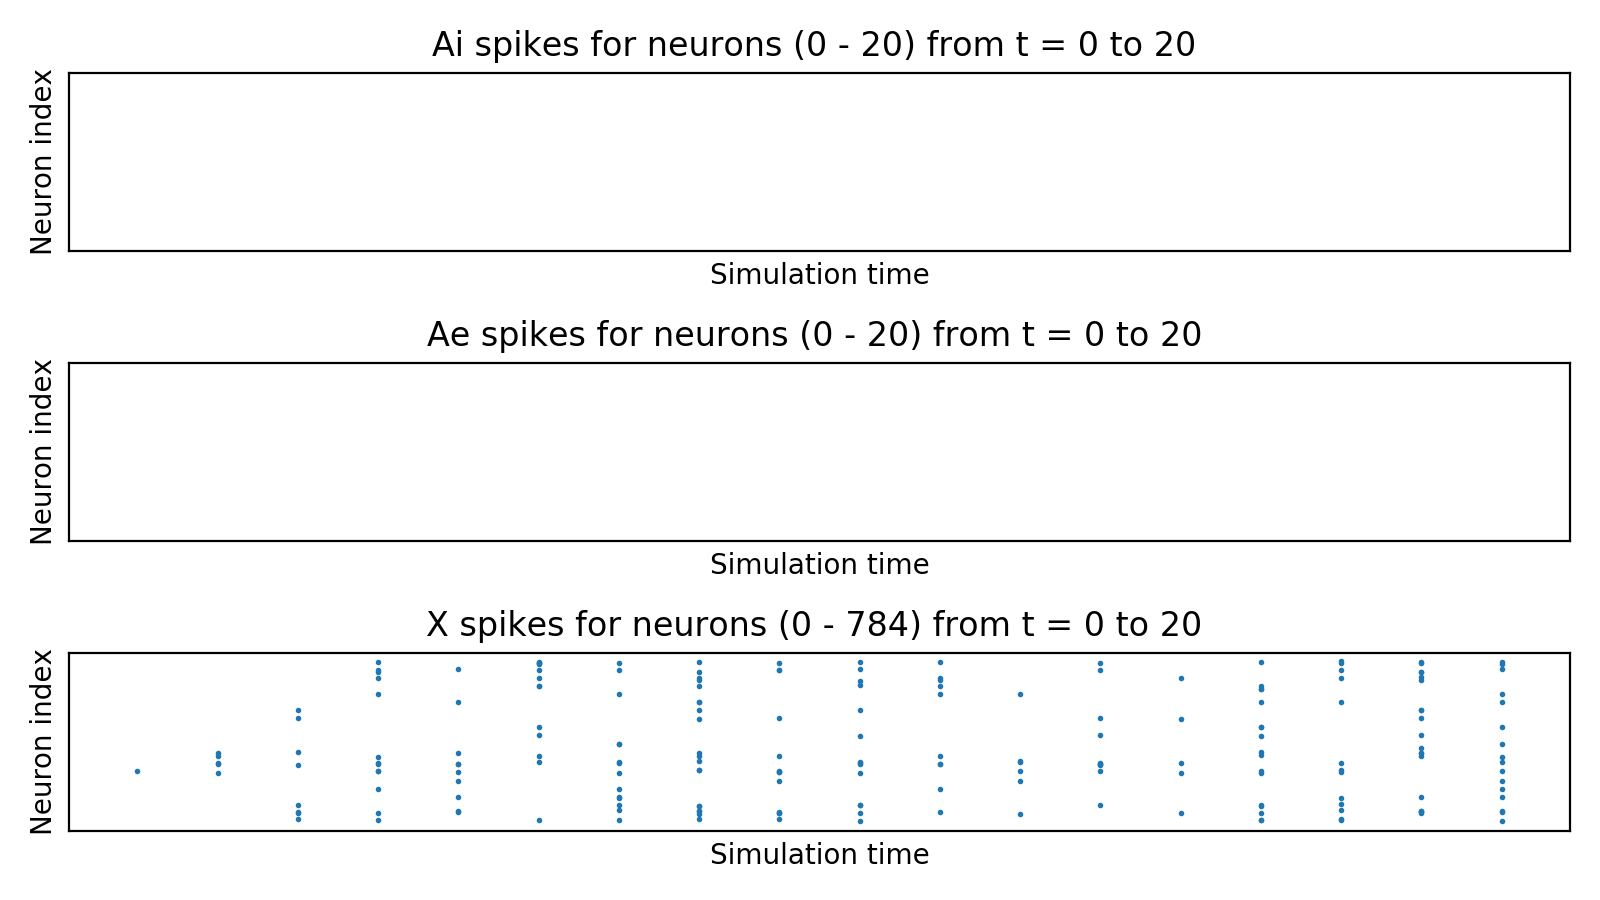 Ai spikes for neurons (0 - 20) from t = 0 to 20
Neuron index
Simulation time
Ae spikes for neurons (0 - 20) from t = 0 to 20
Neuron index
Simulation time
X spikes for neurons (0 - 784) from t = 0 to 20
Neuron index
Simulation time